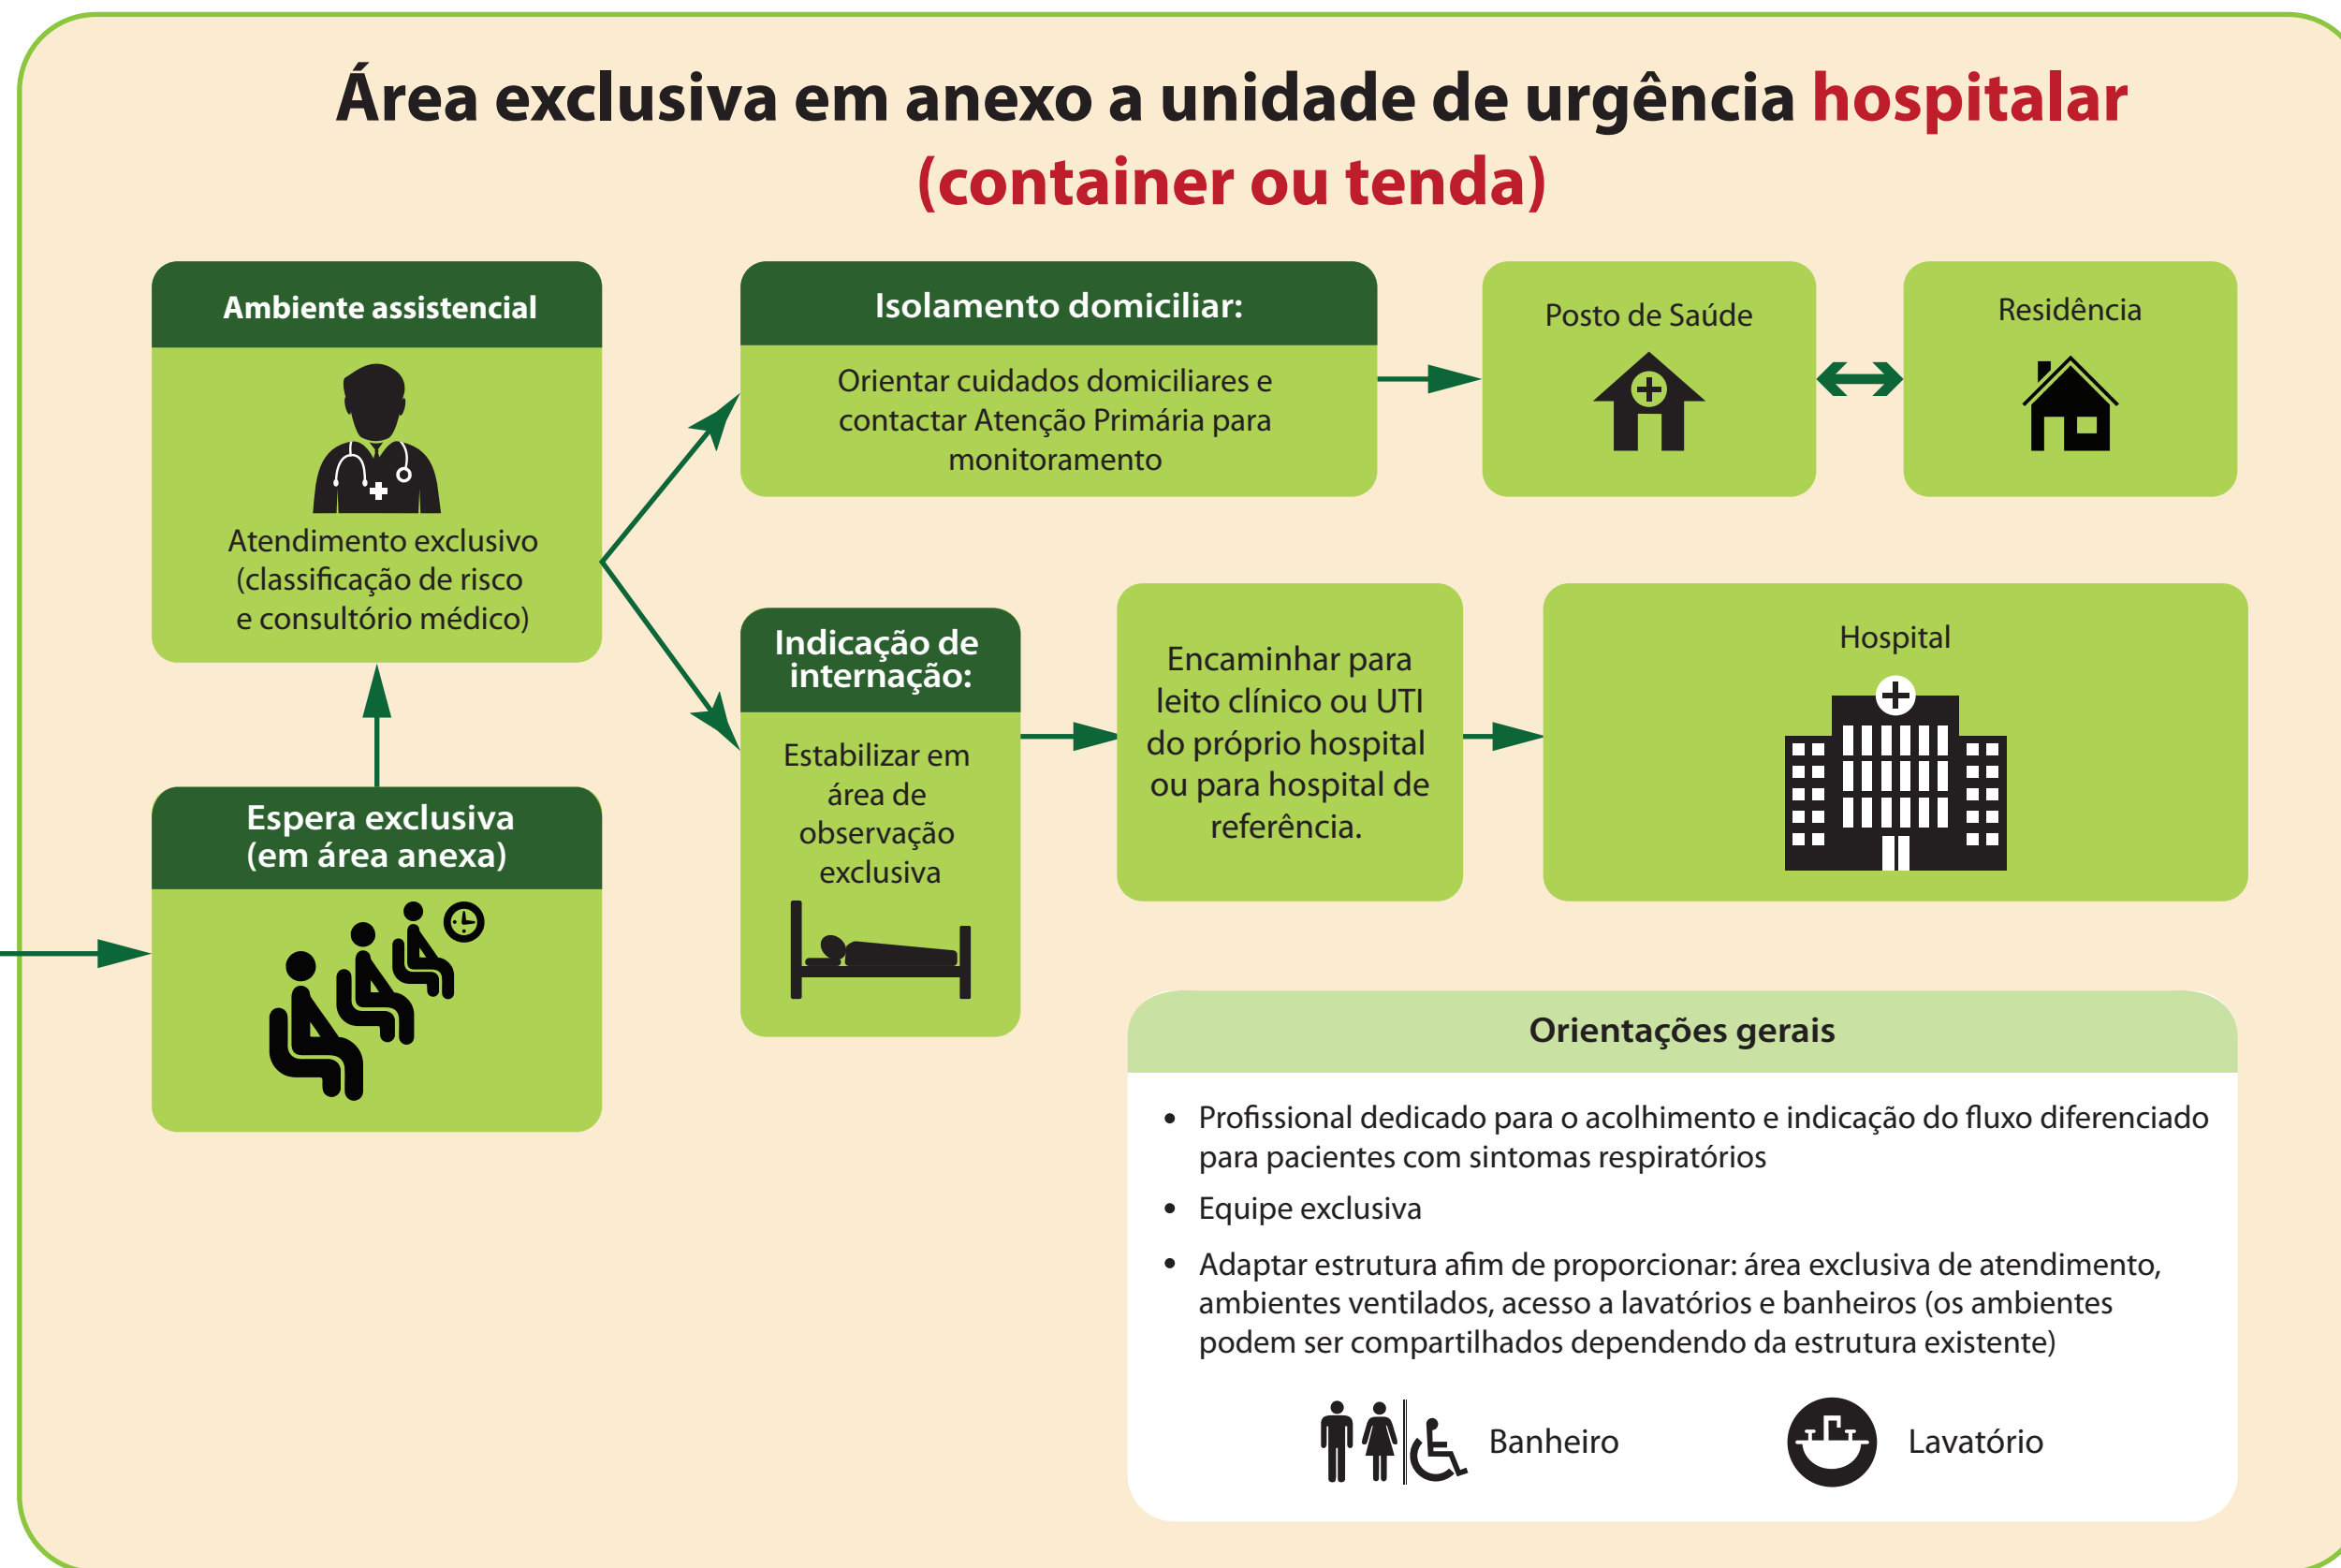 Área exclusiva em anexo a unidade de urgência hospitalar
(container ou tenda)
Ambiente assistencial
Atendimento exclusivo
(classificação de risco
e consultório médico)
Espera exclusiva
(em área anexa)
Isolamento domiciliar:
Orientar cuidados domiciliares e
contactar Atenção Primária para
monitoramento
Posto de Saúde
Residência
Indicação de
internação:
Estabilizar em
área de
observação
exclusiva
Encaminhar para
leito clínico ou UTI
do próprio hospital
ou para hospital de
referência.
Hospital
Orientações gerais
• Profissional dedicado para o acolhimento e indicação do fluxo diferenciado
para pacientes com sintomas respiratórios
• Equipe exclusiva
• Adaptar estrutura afim de proporcionar: área exclusiva de atendimento,
ambientes ventilados, acesso a lavatórios e banheiros (os ambientes
podem ser compartilhados dependendo da estrutura existente)
Banheiro
Lavatório